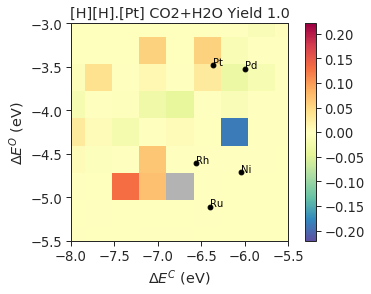 [H][H].[Pt] CO2+H2O Yield 1.0
−3.0
−3.5
−4.0
−4.5
−5.0
−5.5
ΔE^O (eV)
Pt
Pd
Rh
Ni
Ru
−8.0 −7.5 −7.0 −6.5 −6.0 −5.5
ΔE^C (eV)
0.20
0.15
0.10
0.05
0.00
−0.05
−0.10
−0.15
−0.20